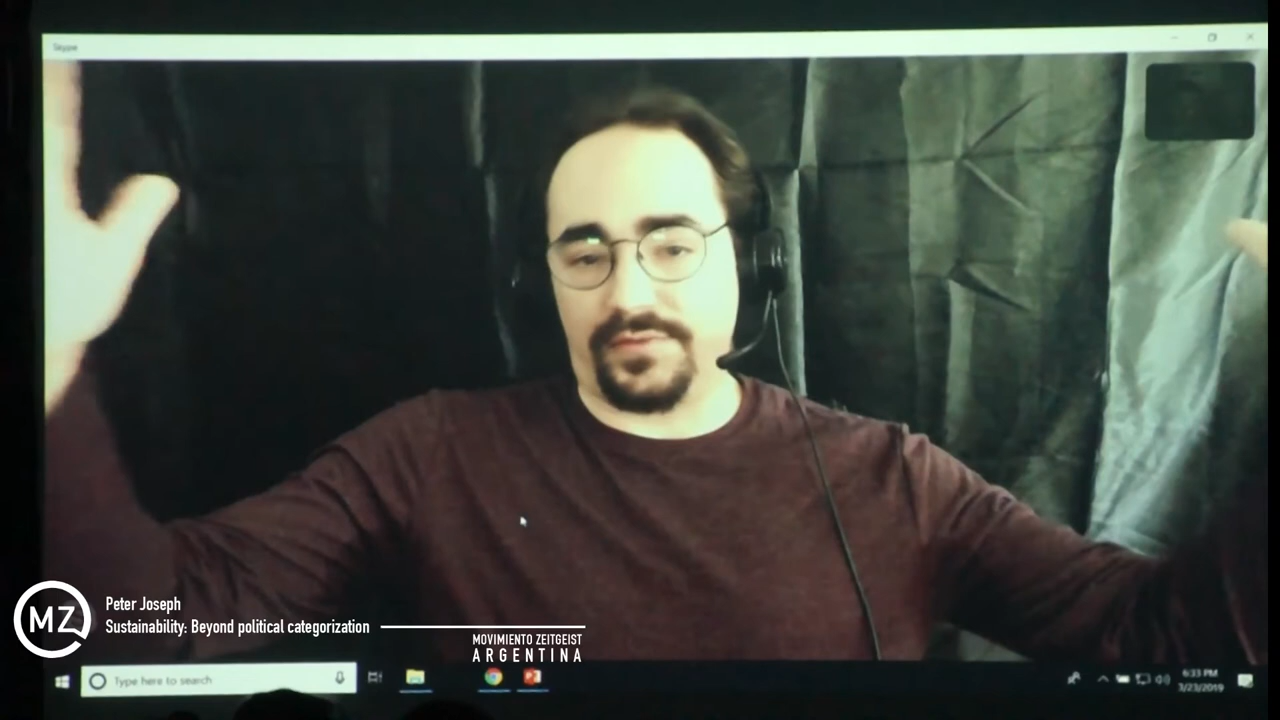 Skype
MZ
Peter Joseph
Sustainability: Beyond political categorization
MOVIMIENTO ZEITGEIST
ARGENTINA
Type here to search
6:33 PM
3/23/2019